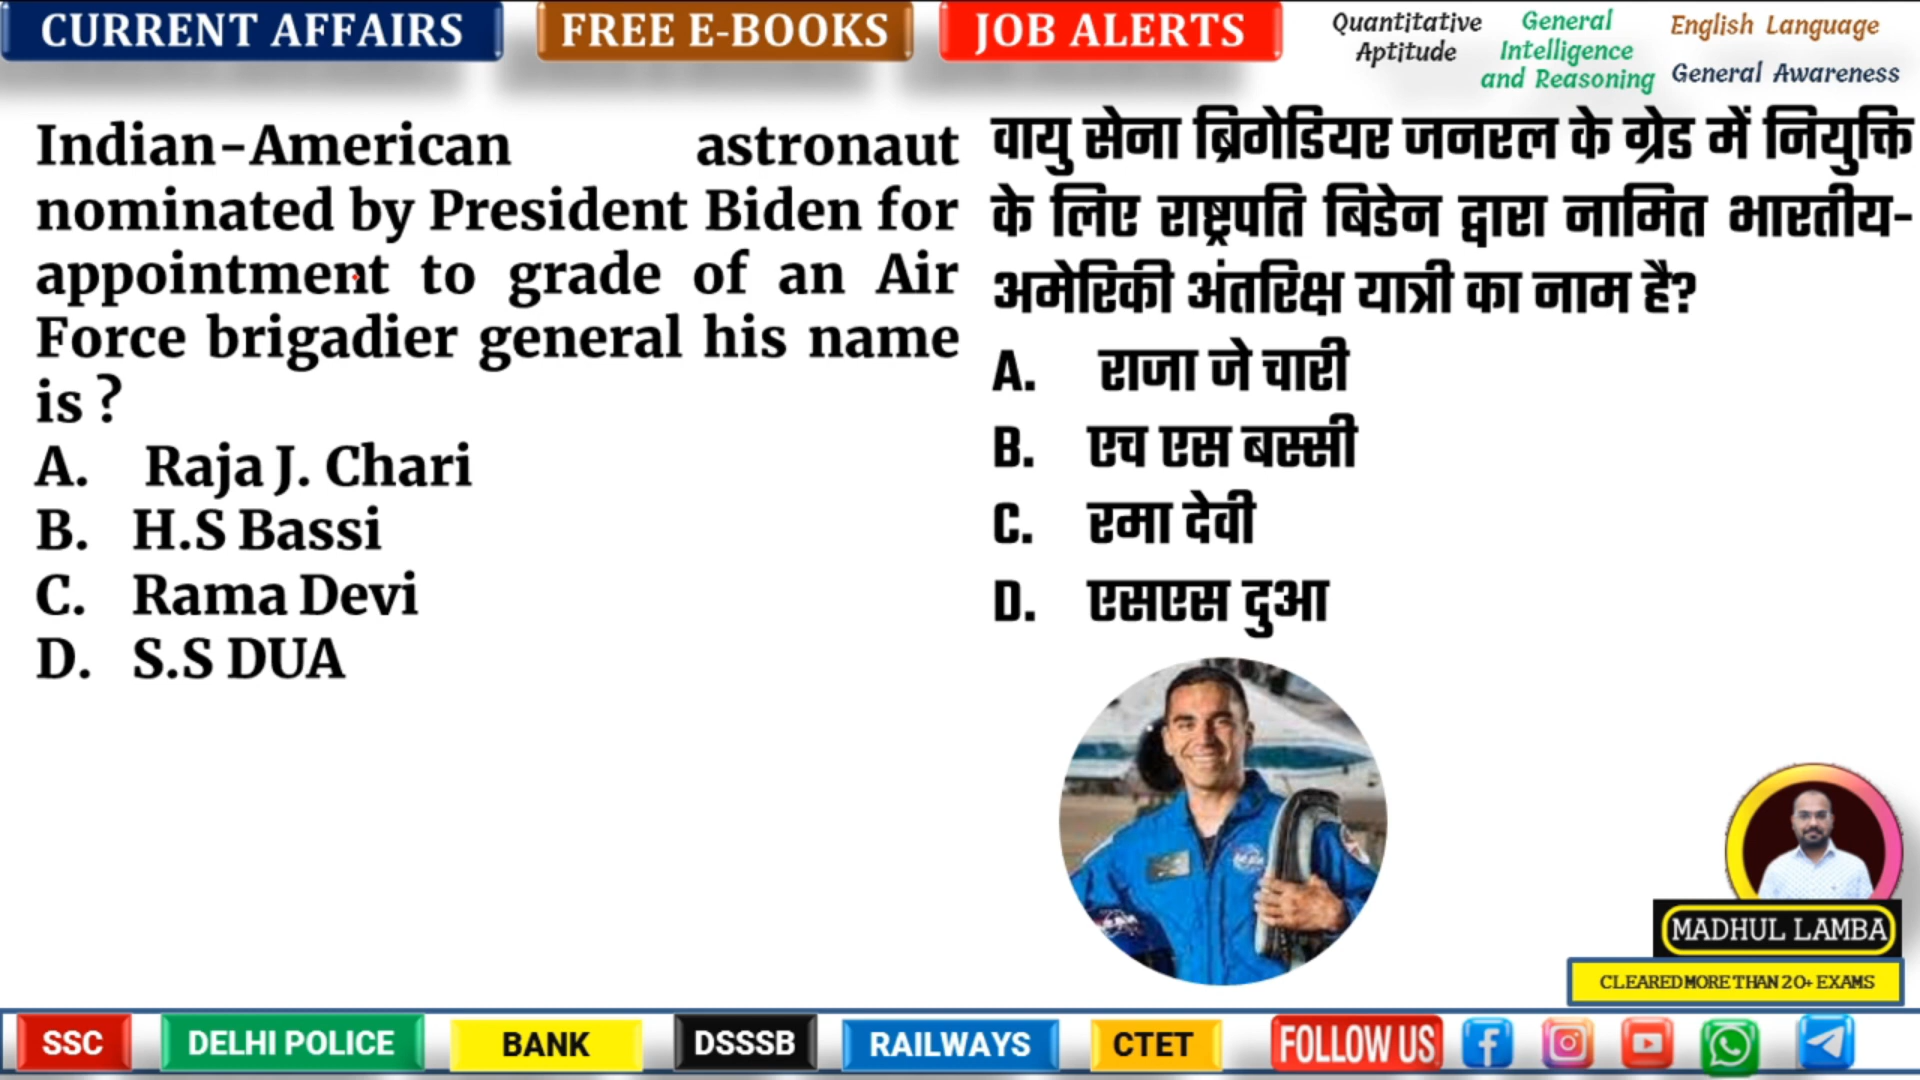 CURRENT AFFAIRS
FREE E-BOOKS
JOB ALERTS
Quantitative
Aptitude
General
Intelligence
and Reasoning
English Language
General Awareness
Indian-American astronaut
nominated by President Biden for
appointment to grade of an Air
Force brigadier general his name
is ?
A. Raja J. Chari
B. H.S Bassi
C. Rama Devi
D. S.S DUA
वायु सेना ब्रिगेडियर जनरल के ग्रेड में नियुक्ति
के लिए राष्ट्रपति बिडेन द्वारा नामित भारतीय-
अमेरिकी अंतरिक्ष यात्री का नाम है?
A. राजा जे चारी
B. एच एस बस्सी
C. रमा देवी
D. एसएस दुआ
MADHUL LAMBA
CLEARED MORE THAN 20+ EXAMS
SSC
DELHI POLICE
BANK
DSSSB
RAILWAYS
CTET
FOLLOW US